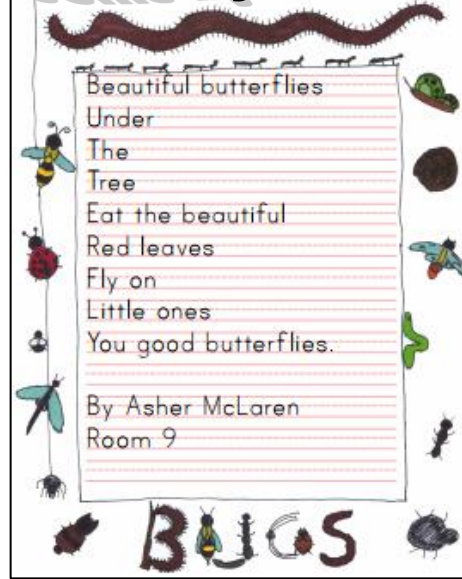 Beautiful butterflies
Under
The
Tree
Eat the beautiful
Red leaves
Fly on
Little ones
You good butterflies.
By Asher McLaren
Room 9
BUGS